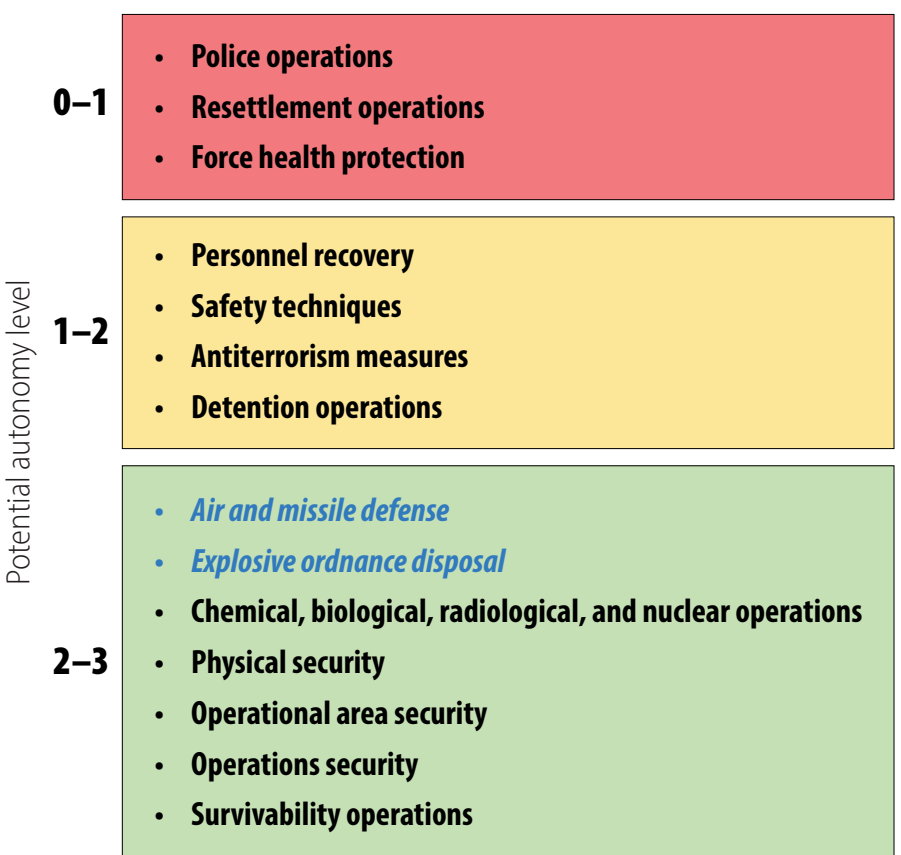 Potential autonomy level
0–1
• Police operations
• Resettlement operations
• Force health protection
1–2
• Personnel recovery
• Safety techniques
• Antiterrorism measures
• Detention operations
2–3
• Air and missile defense
• Explosive ordnance disposal
• Chemical, biological, radiological, and nuclear operations
• Physical security
• Operational area security
• Operations security
• Survivability operations